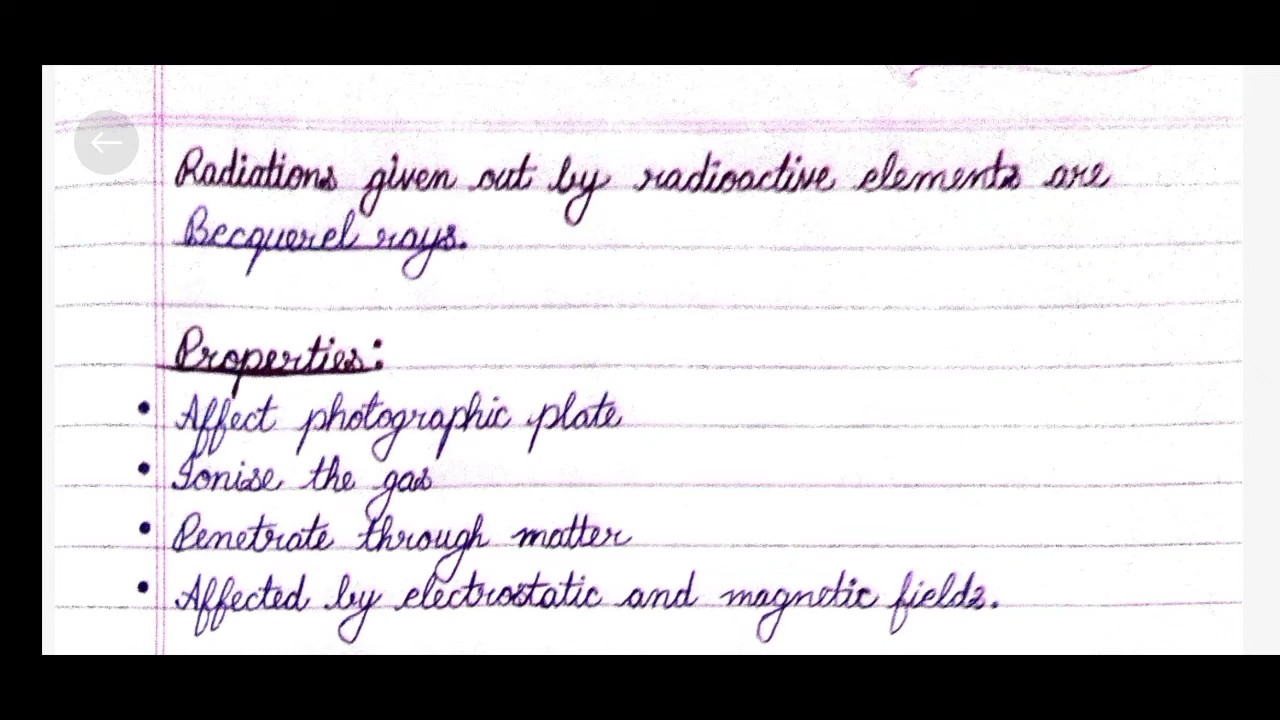 Radiations given out by radioactive elements are
Becquerel rays.
Properties:
• Affect photographic plate
• Ionise the gas
• Penetrate through matter
• Affected by electrostatic and magnetic fields.